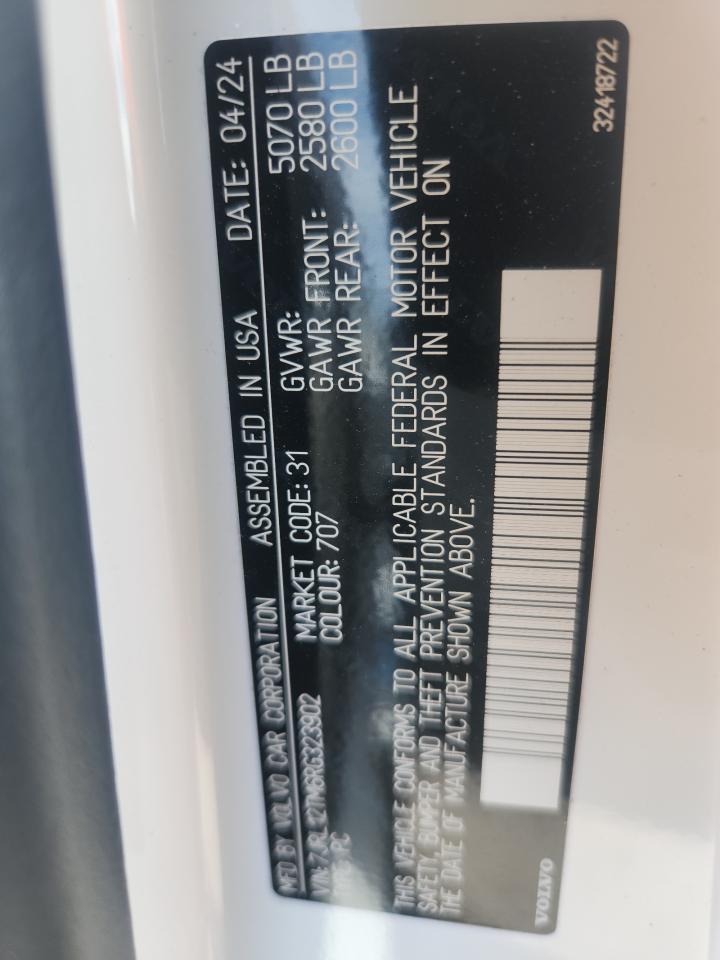 MFD BY VOLVO CAR CORPORATION ASSEMBLED IN USA DATE: 04/24
VIN: 7JRL12TM6RG323902 MARKET CODE: 31 GVWR: 5070 LB
TYPE: PC COLOUR: 707 GAWR FRONT: 2580 LB
GAWR REAR: 2600 LB
THIS VEHICLE CONFORMS TO ALL APPLICABLE FEDERAL MOTOR VEHICLE
SAFETY, BUMPER AND THEFT PREVENTION STANDARDS IN EFFECT ON
THE DATE OF MANUFACTURE SHOWN ABOVE.
VOLVO 32418722